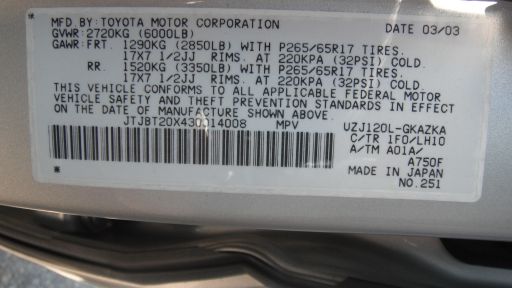 MFD.BY:TOYOTA MOTOR CORPORATION 03/03
GVWR:2720KG (6000LB)
GAWR:FRT. 1290KG (2850LB) WITH P265/65R17 TIRES.
17X7 1/2JJ RIMS. AT 220KPA (32PSI) COLD.
RR. 1520KG (3350LB) WITH P265/65R17 TIRES.
17X7 1/2JJ RIMS. AT 220KPA (32PSI) COLD.
THIS VEHICLE CONFORMS TO ALL APPLICABLE FEDERAL MOTOR
VEHICLE SAFETY AND THEFT PREVENTION STANDARDS IN EFFECT
ON THE DATE OF MANUFACTURE SHOWN ABOVE.
JTJBT20X430014008 MPV UZJ120L-GKAZKA
* * C/TR 1F0/LH10
A/TM A01A/
A750F
MADE IN JAPAN
NO.251